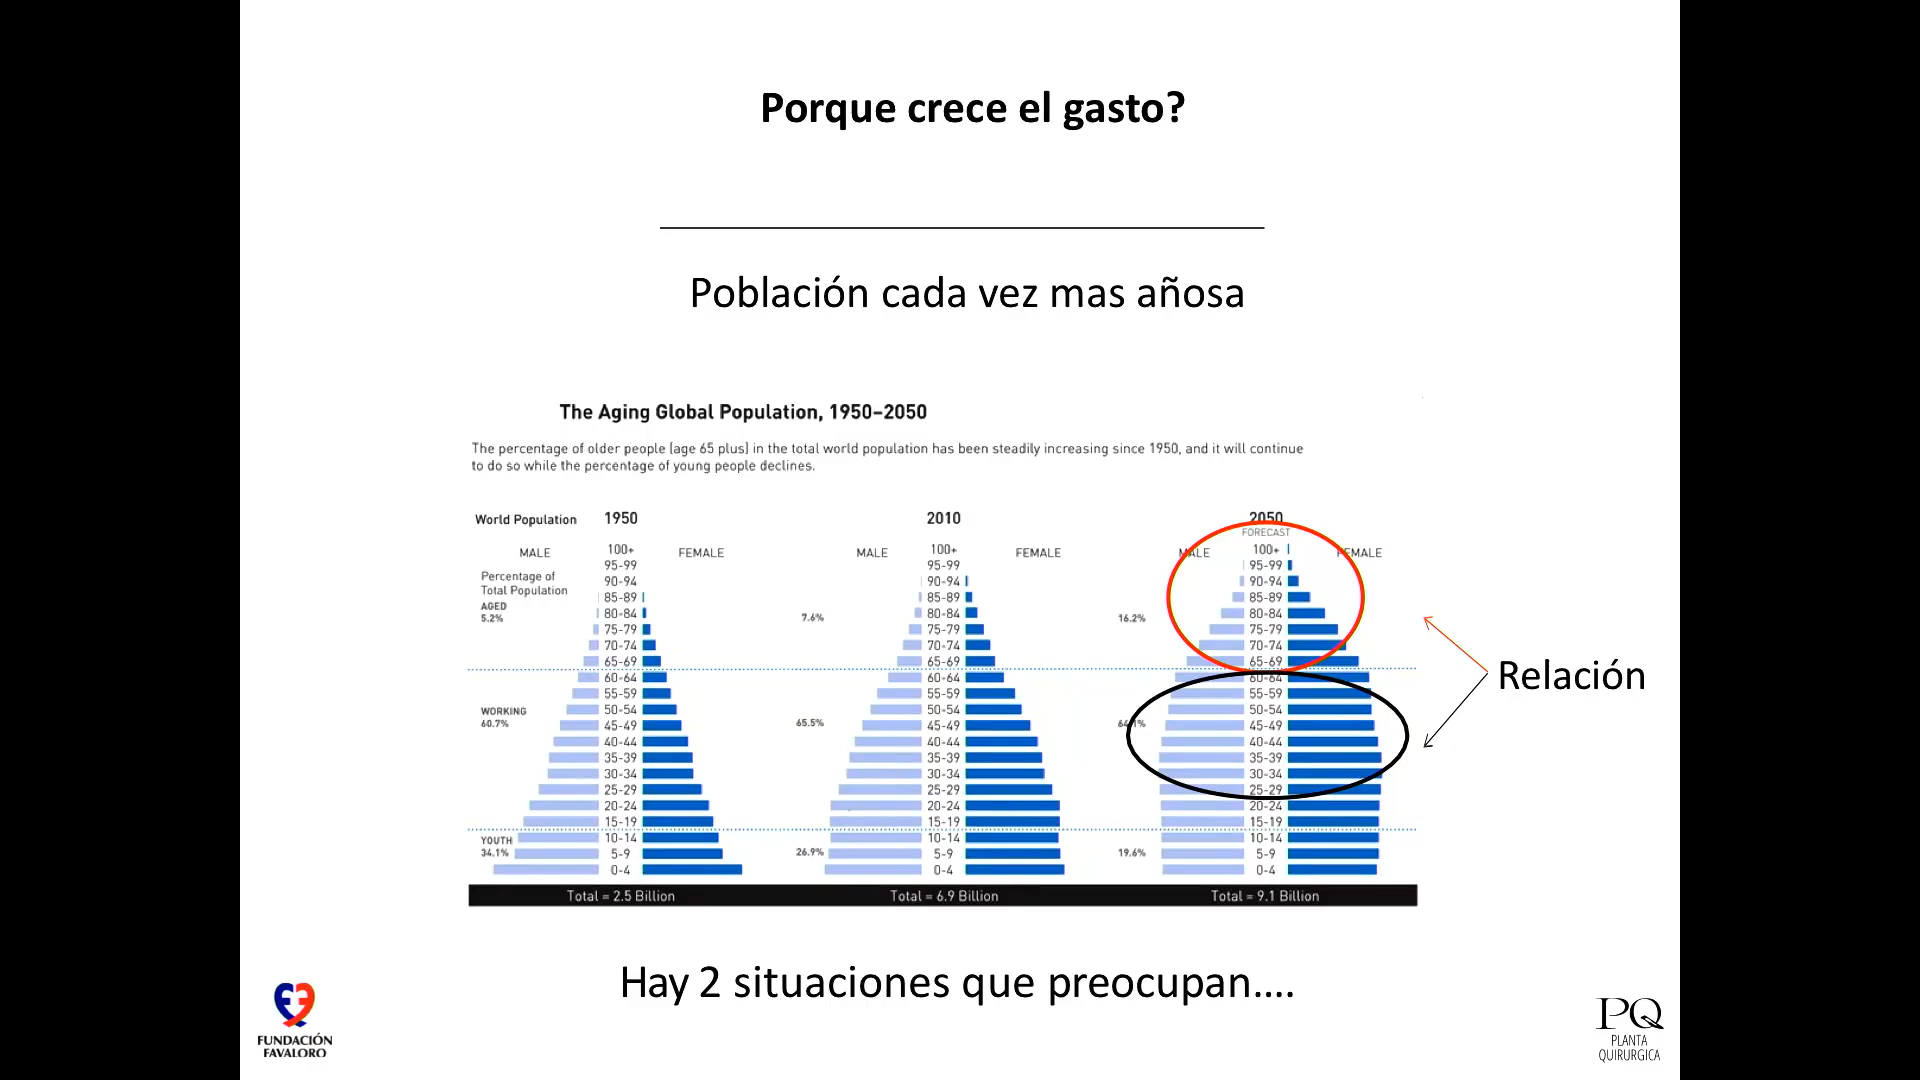 Porque crece el gasto?
Población cada vez mas añosa
The Aging Global Population, 1950–2050
The percentage of older people [age 65 plus] in the total world population has been steadily increasing since 1950, and it will continue
to do so while the percentage of young people declines.
World Population 1950 2010 2050
FORECAST
MALE 100+ FEMALE MALE 100+ FEMALE MALE 100+ FEMALE
95-99 95-99 95-99
Percentage of 90-94 90-94 90-94
Total Population
85-89 85-89 85-89
AGED
5.2% 80-84 7.6% 80-84 16.2% 80-84
75-79 75-79 75-79
70-74 70-74 70-74
65-69 65-69 65-69
60-64 60-64 60-64
Relación
55-59 55-59 55-59
WORKING 50-54 50-54 50-54
60.7% 45-49 65.5% 45-49 64.1% 45-49
40-44 40-44 40-44
35-39 35-39 35-39
30-34 30-34 30-34
25-29 25-29 25-29
20-24 20-24 20-24
15-19 15-19 15-19
YOUTH 10-14 10-14 10-14
34.1% 5-9 26.9% 5-9 19.6% 5-9
0-4 0-4 0-4
Total = 2.5 Billion Total = 6.9 Billion Total = 9.1 Billion
Hay 2 situaciones que preocupan....
FUNDACIÓN
FAVALORO
PQ
PLANTA
QUIRURGICA